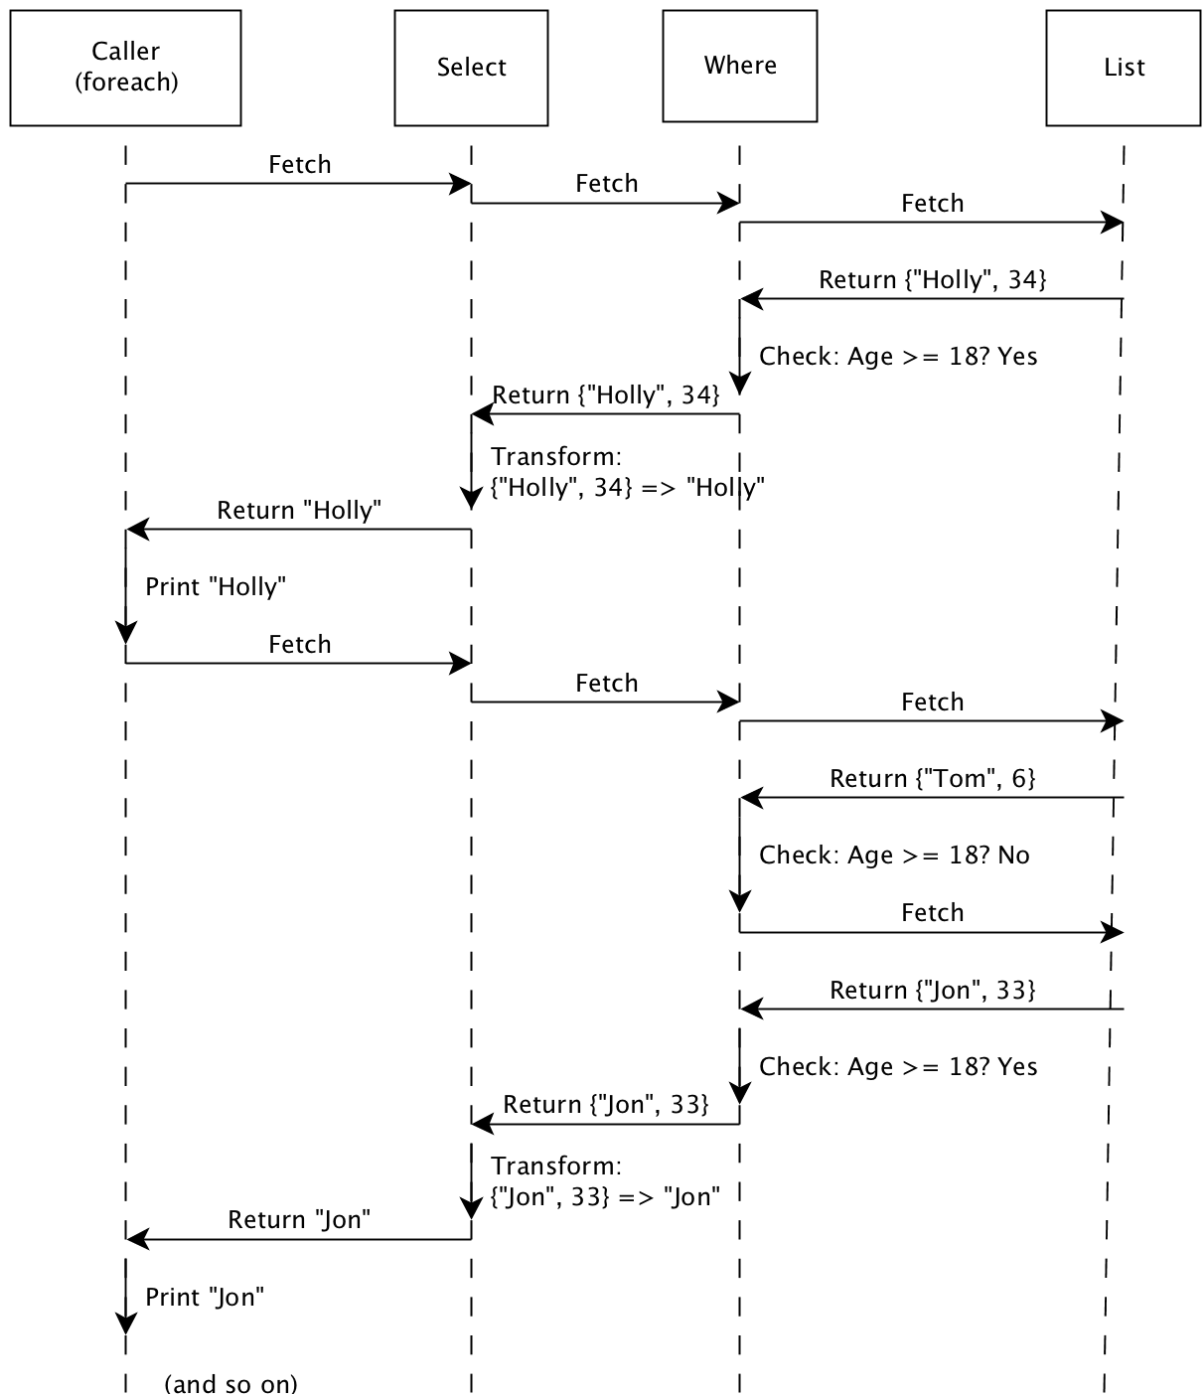 Caller
(foreach)
Select
Where
List
Fetch
Fetch
Fetch
Return {"Holly", 34}
Check: Age >= 18? Yes
Return {"Holly", 34}
Transform:
{"Holly", 34} => "Holly"
Return "Holly"
Print "Holly"
Fetch
Fetch
Fetch
Return {"Tom", 6}
Check: Age >= 18? No
Fetch
Return {"Jon", 33}
Check: Age >= 18? Yes
Return {"Jon", 33}
Transform:
{"Jon", 33} => "Jon"
Return "Jon"
Print "Jon"
(and so on)